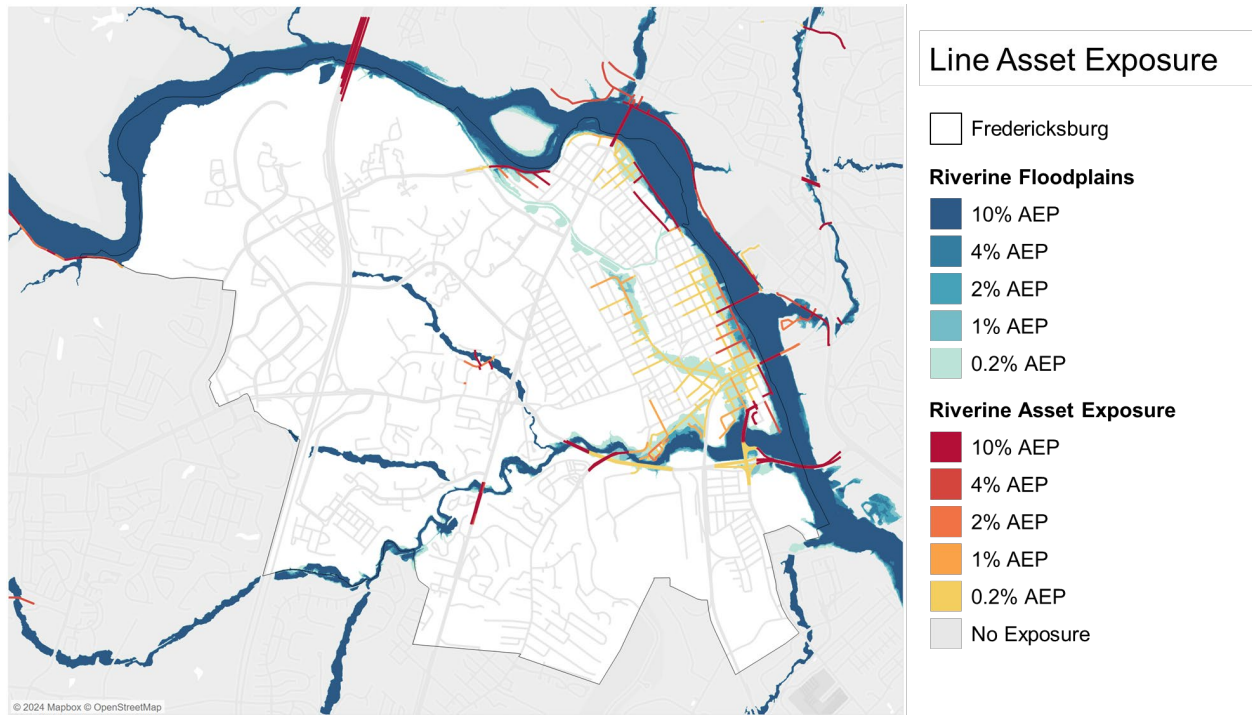 Line Asset Exposure
Fredericksburg
Riverine Floodplains
10% AEP
4% AEP
2% AEP
1% AEP
0.2% AEP
Riverine Asset Exposure
10% AEP
4% AEP
2% AEP
1% AEP
0.2% AEP
No Exposure
© 2024 Mapbox © OpenStreetMap